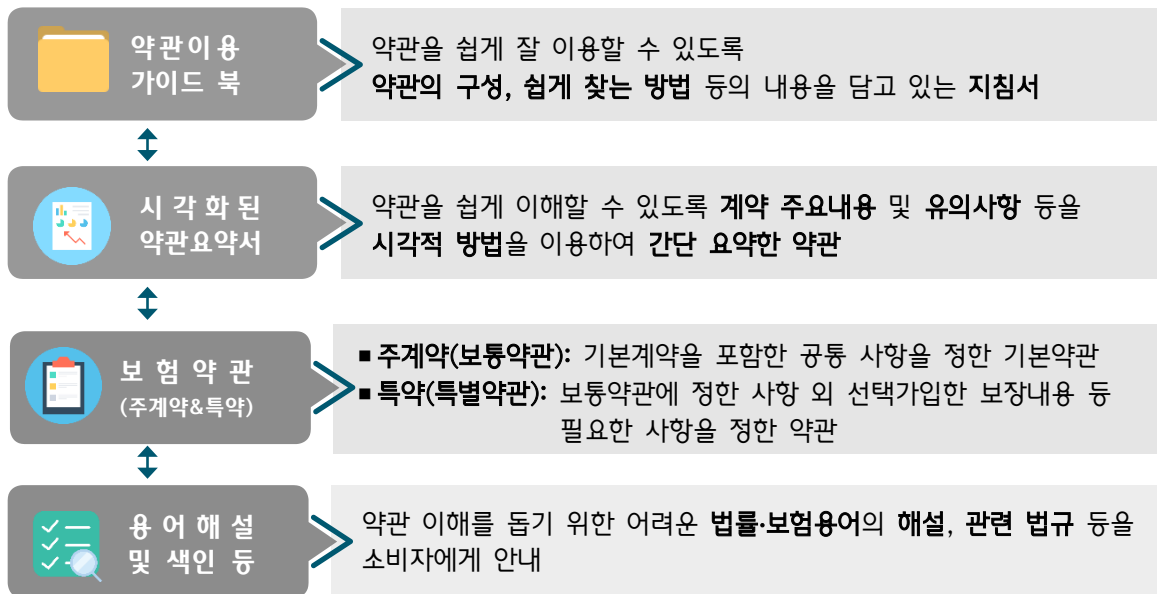 약관이용
가이드 북
약관을 쉽게 잘 이용할 수 있도록
약관의 구성, 쉽게 찾는 방법 등의 내용을 담고 있는 지침서
시각화된
약관요약서
약관을 쉽게 이해할 수 있도록 계약 주요내용 및 유의사항 등을
시각적 방법을 이용하여 간단 요약한 약관
보험약관
(주계약&특약)
■ 주계약(보통약관): 기본계약을 포함한 공통 사항을 정한 기본약관
■ 특약(특별약관): 보통약관에 정한 사항 외 선택가입한 보장내용 등
필요한 사항을 정한 약관
용어해설
및 색인 등
약관 이해를 돕기 위한 어려운 법률·보험용어의 해설, 관련 법규 등을
소비자에게 안내